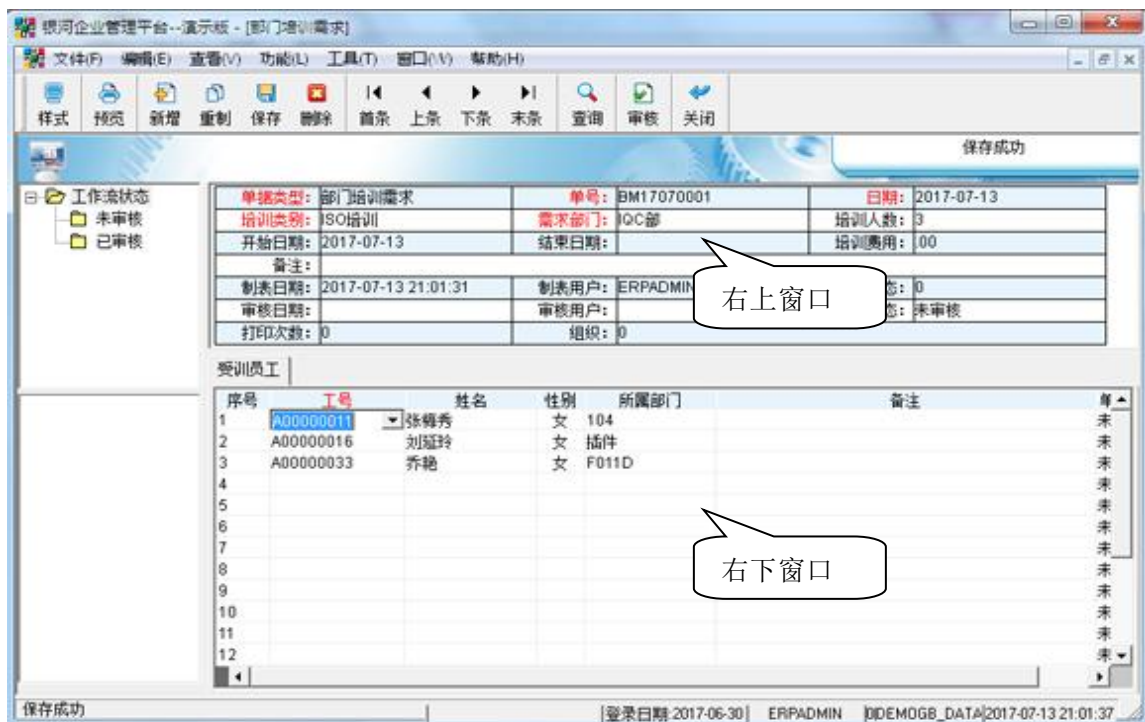 银河企业管理平台--演示版 - [部门培训需求]
文件(F) 编辑(E) 查看(V) 功能(L) 工具(T) 窗口(W) 帮助(H)
样式 预览 新增 重制 保存 删除 首条 上条 下条 末条 查询 审核 关闭
保存成功
工作流状态
未审核
已审核
单据类型: 部门培训需求 单号: BM17070001 日期: 2017-07-13
培训类别: ISO培训 需求部门: IQC部 培训人数: 3
开始日期: 2017-07-13 结束日期: 培训费用: .00
备注:
制表日期: 2017-07-13 21:01:31 制表用户: ERPADMIN 态: 0
审核日期: 审核用户: 态: 未审核
打印次数: 0 组织: 0
右上窗口
受训员工
序号 工号 姓名 性别 所属部门 备注
1 A00000011 张梅秀 女 104 未
2 A00000016 刘延玲 女 插件 未
3 A00000033 乔艳 女 F011D 未
4 未
5 未
6 未
7 未
8 未
9 未
10 未
11 未
12 未
右下窗口
保存成功 登录日期:2017-06-30 ERPADMIN 2017-07-13 21:01:37